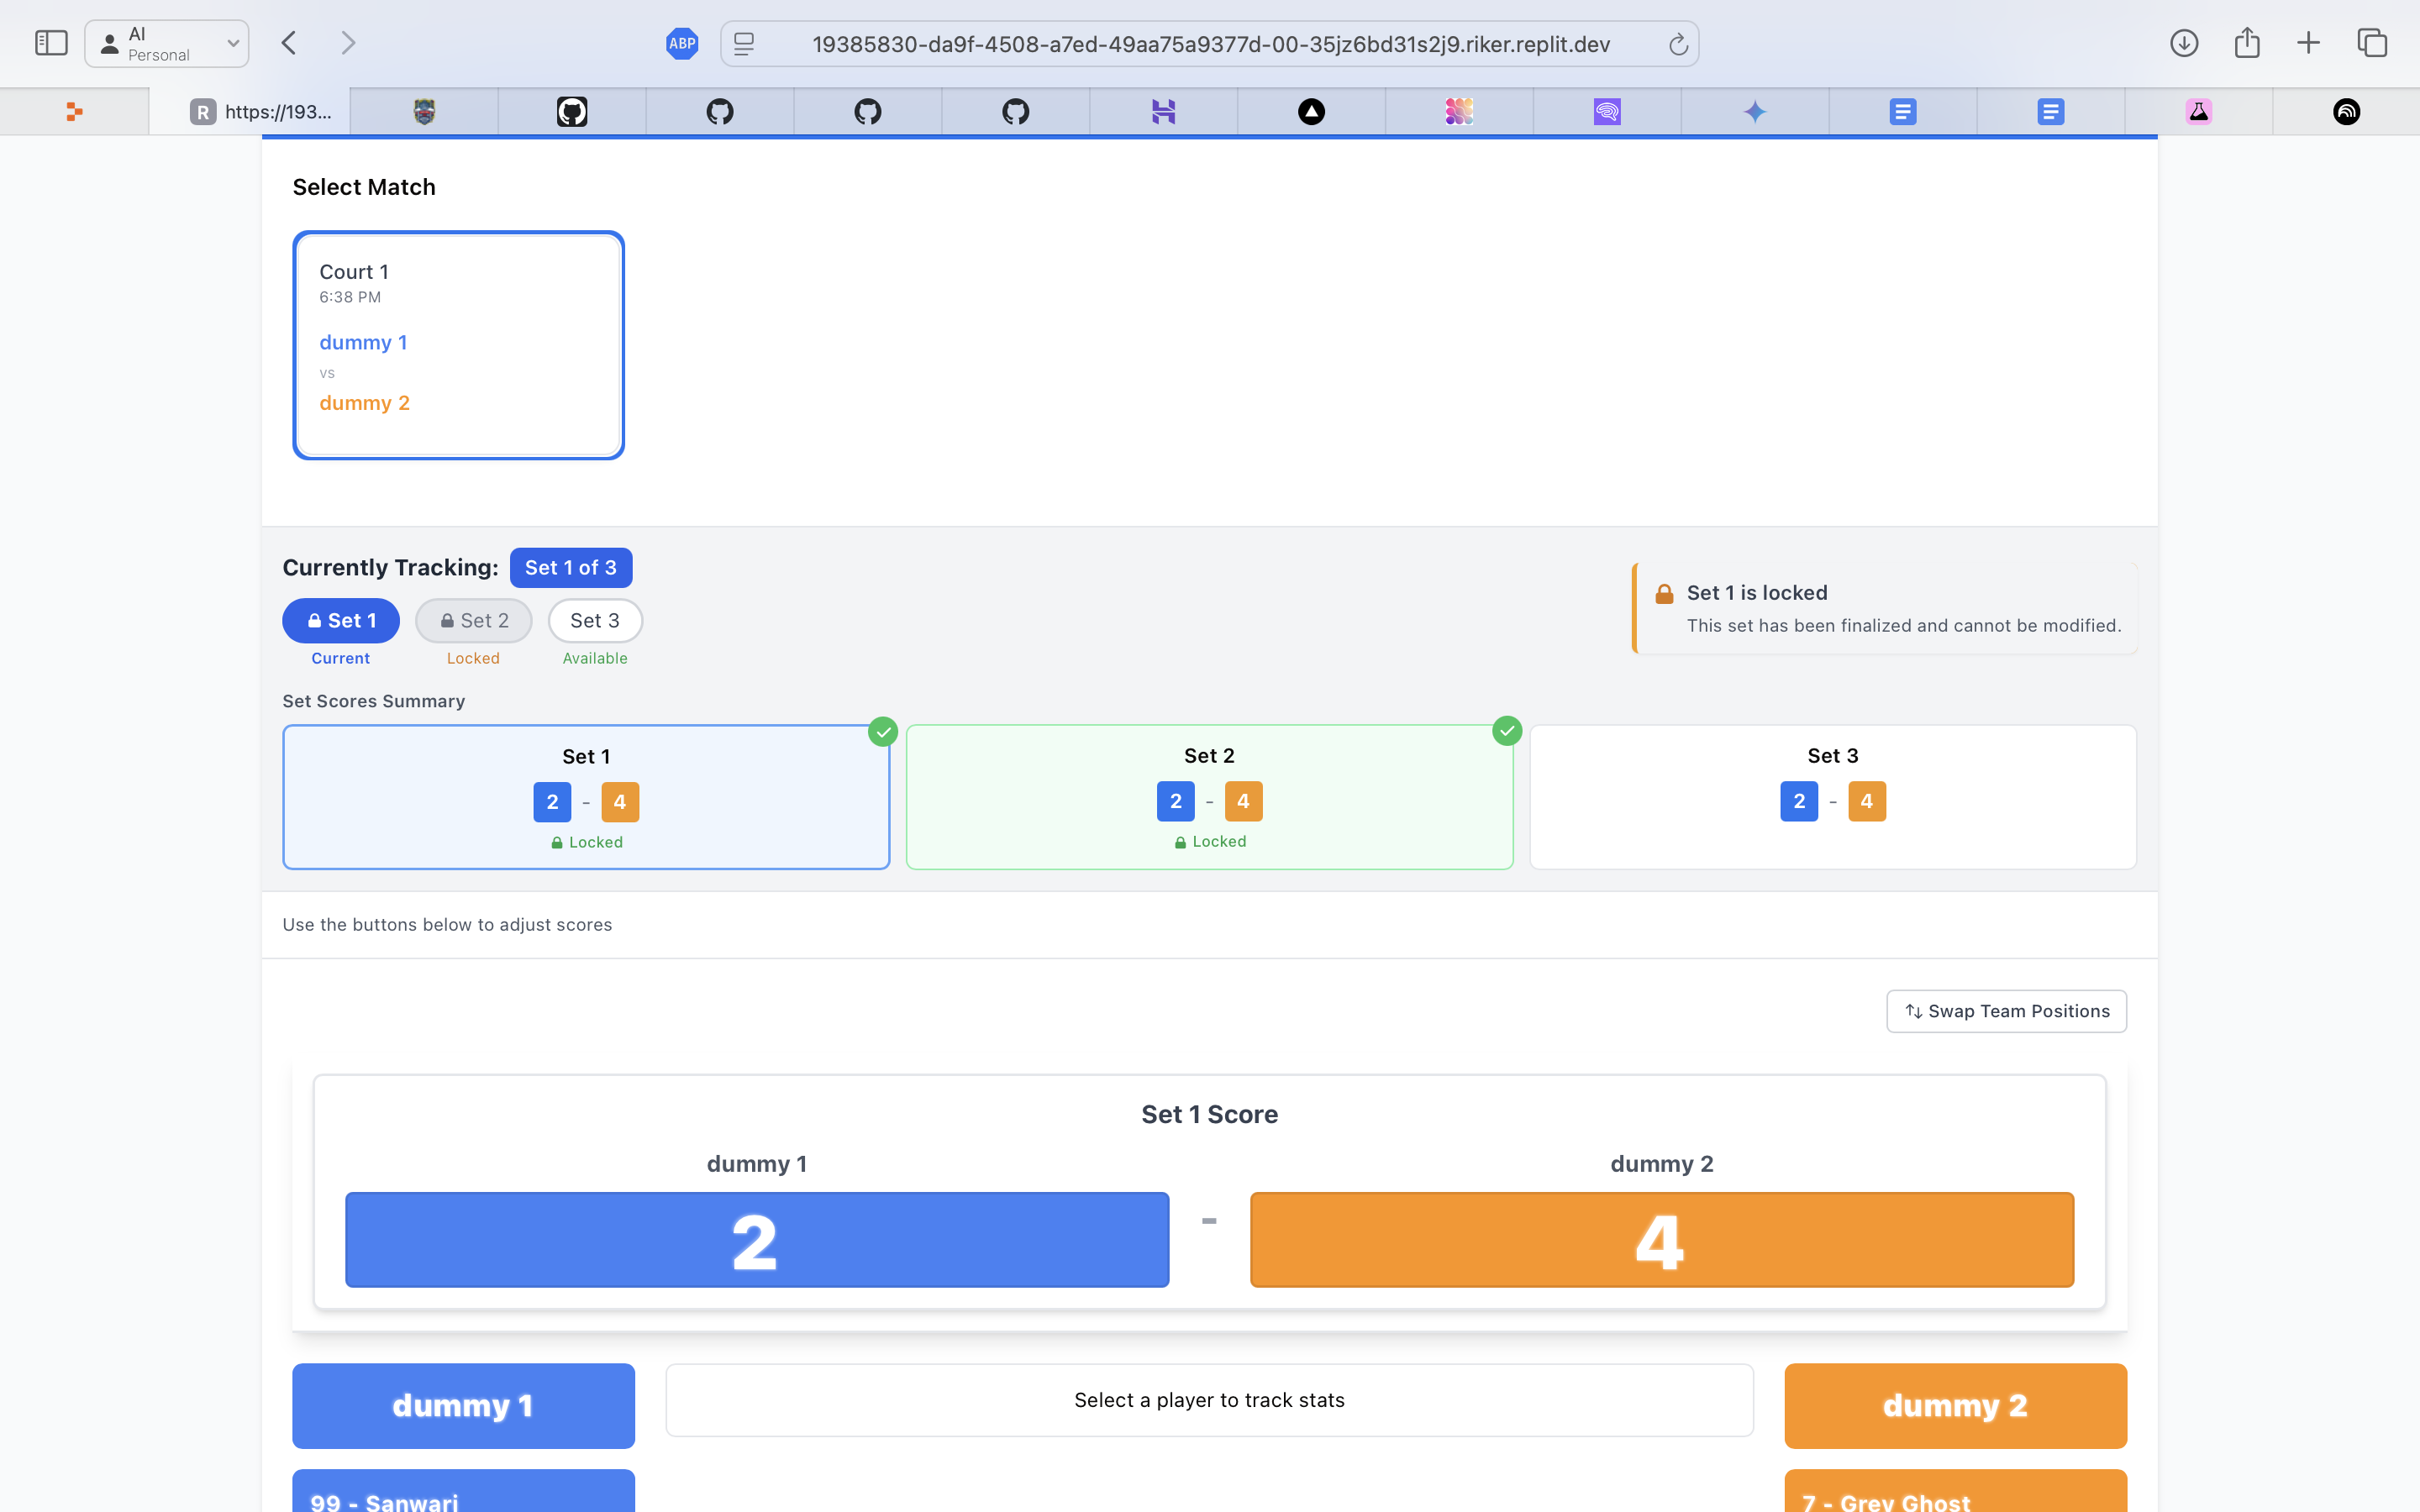 AI
Personal
ABP
19385830-da9f-4508-a7ed-49aa75a9377d-00-35jz6bd31s2j9.riker.replit.dev
R https://193...
Select Match
Court 1
6:38 PM
dummy 1
vs
dummy 2
Currently Tracking: Set 1 of 3
Set 1 Set 2 Set 3
Current Locked Available
Set 1 is locked
This set has been finalized and cannot be modified.
Set Scores Summary
Set 1
2 - 4
Locked
Set 2
2 - 4
Locked
Set 3
2 - 4
Use the buttons below to adjust scores
Swap Team Positions
Set 1 Score
dummy 1
2
-
dummy 2
4
dummy 1
Select a player to track stats
dummy 2
99 - Sanwari
7 - Grey Ghost